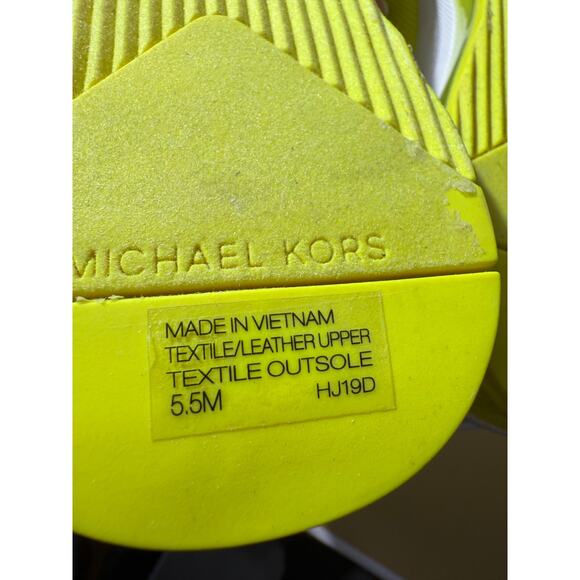 MICHAEL KORS
MADE IN VIETNAM
TEXTILE/LEATHER UPPER
TEXTILE OUTSOLE
5.5M HJ19D